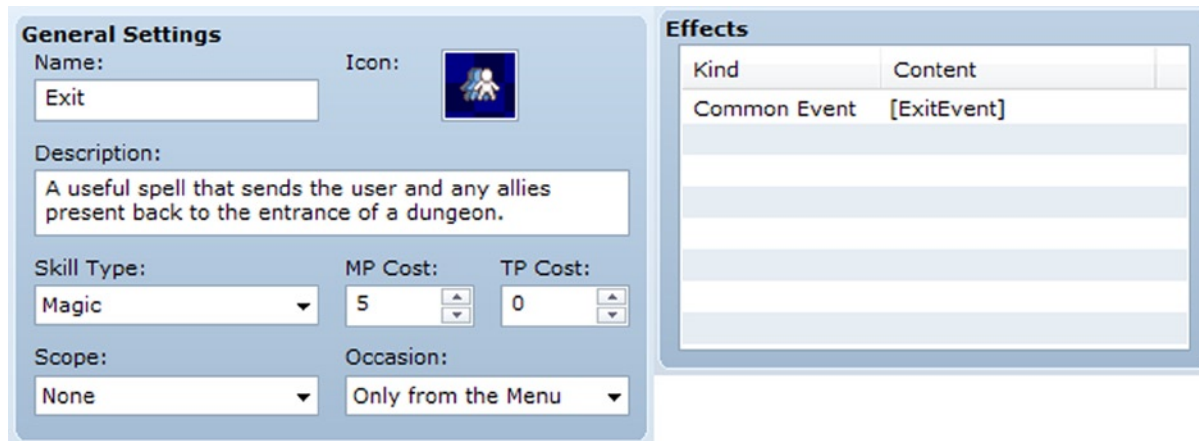 General Settings
Name:
Icon:
Exit
Description:
A useful spell that sends the user and any allies
present back to the entrance of a dungeon.
Skill Type:
MP Cost:
TP Cost:
Magic
5
0
Scope:
Occasion:
None
Only from the Menu
Effects
Kind
Content
Common Event
[ExitEvent]